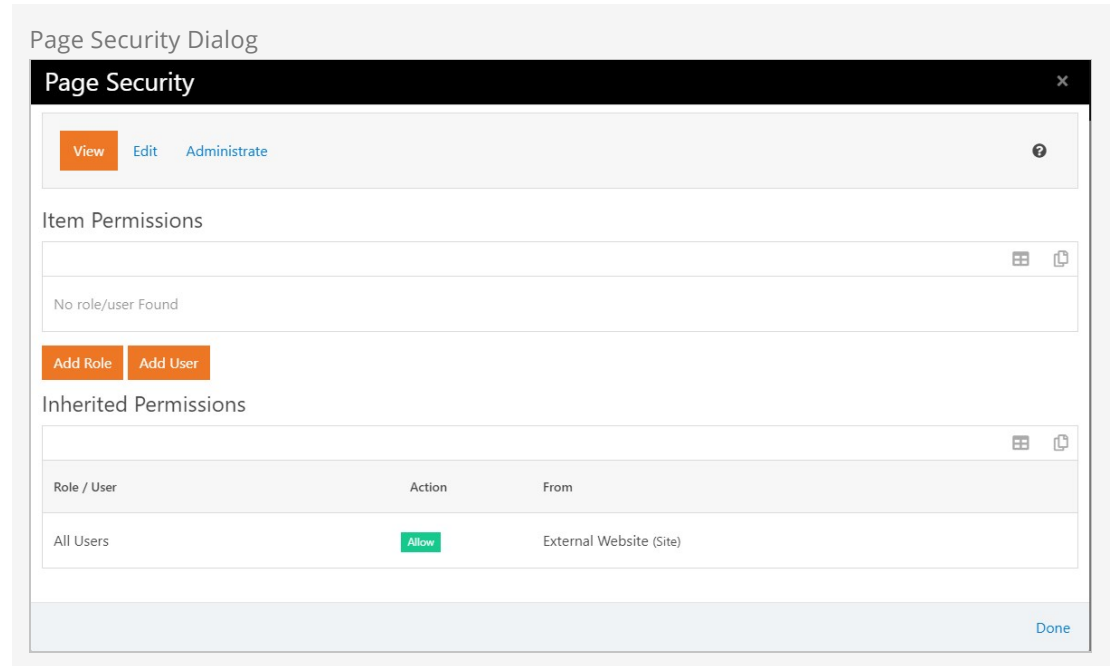 Page Security Dialog
Page Security ×
View Edit Administrate ?
Item Permissions
No role/user Found
Add Role Add User
Inherited Permissions
Role / User Action From
All Users Allow External Website (Site)
Done